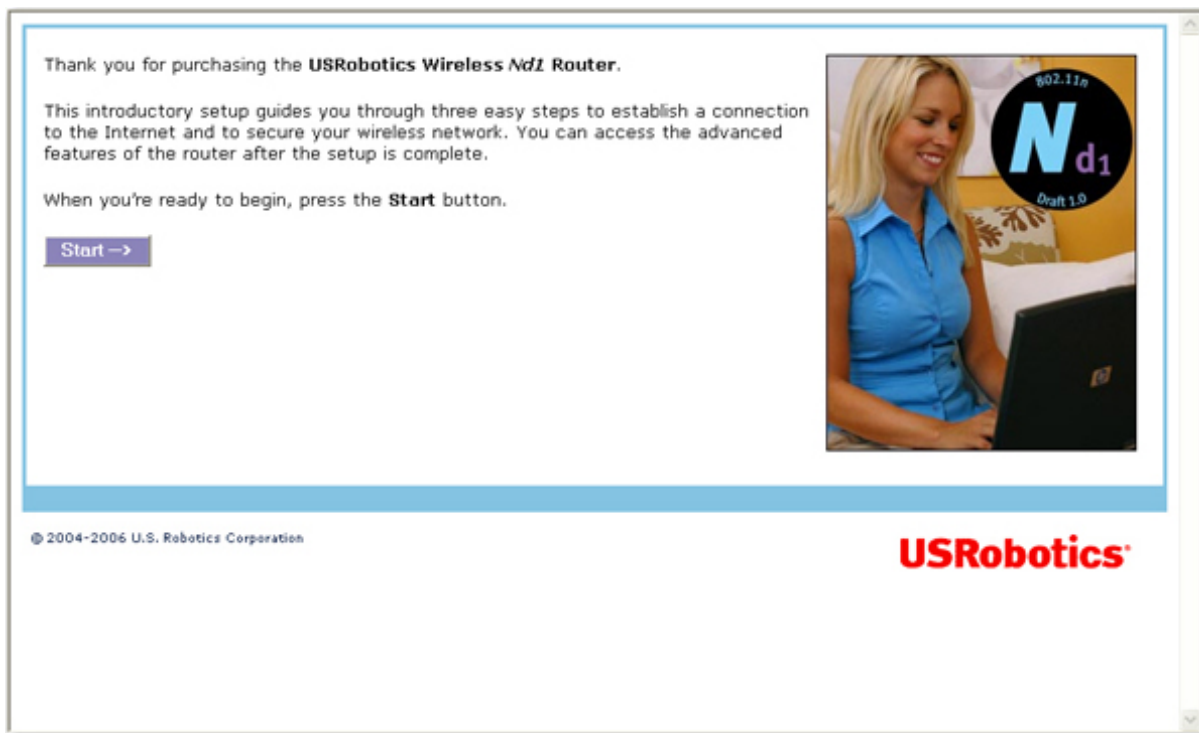 Thank you for purchasing the USRobotics Wireless Nd1 Router.
This introductory setup guides you through three easy steps to establish a connection
to the Internet and to secure your wireless network. You can access the advanced
features of the router after the setup is complete.
When you're ready to begin, press the Start button.
Start -->
802.11n
Nd1
Draft 1.0
hp
© 2004-2006 U.S. Robotics Corporation
USRobotics®